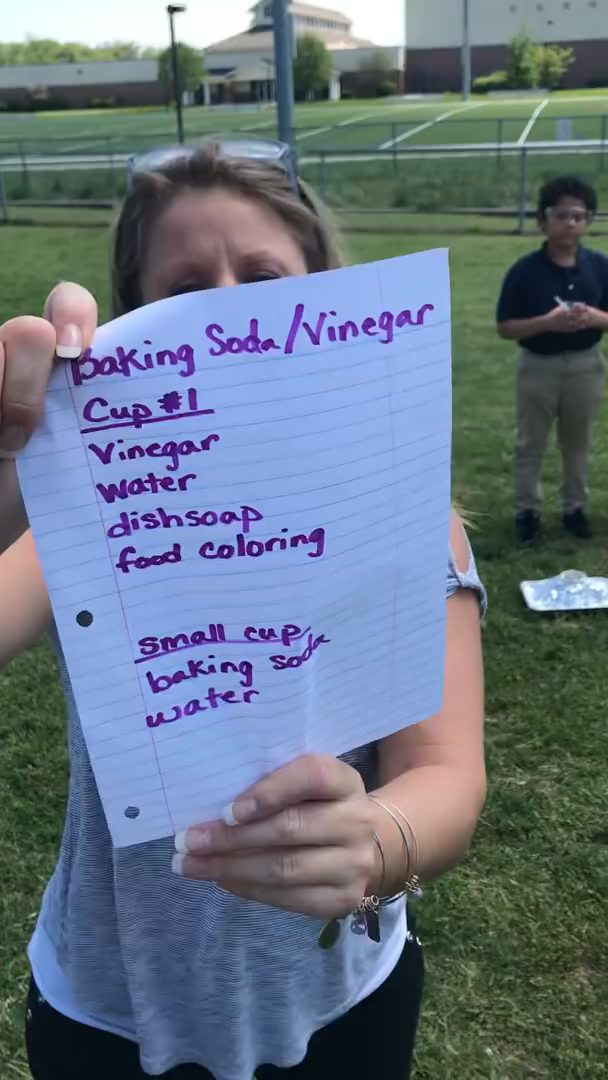 Baking Soda/Vinegar
Cup #1
Vinegar
Water
dishsoap
food coloring
small cup
baking soda
water